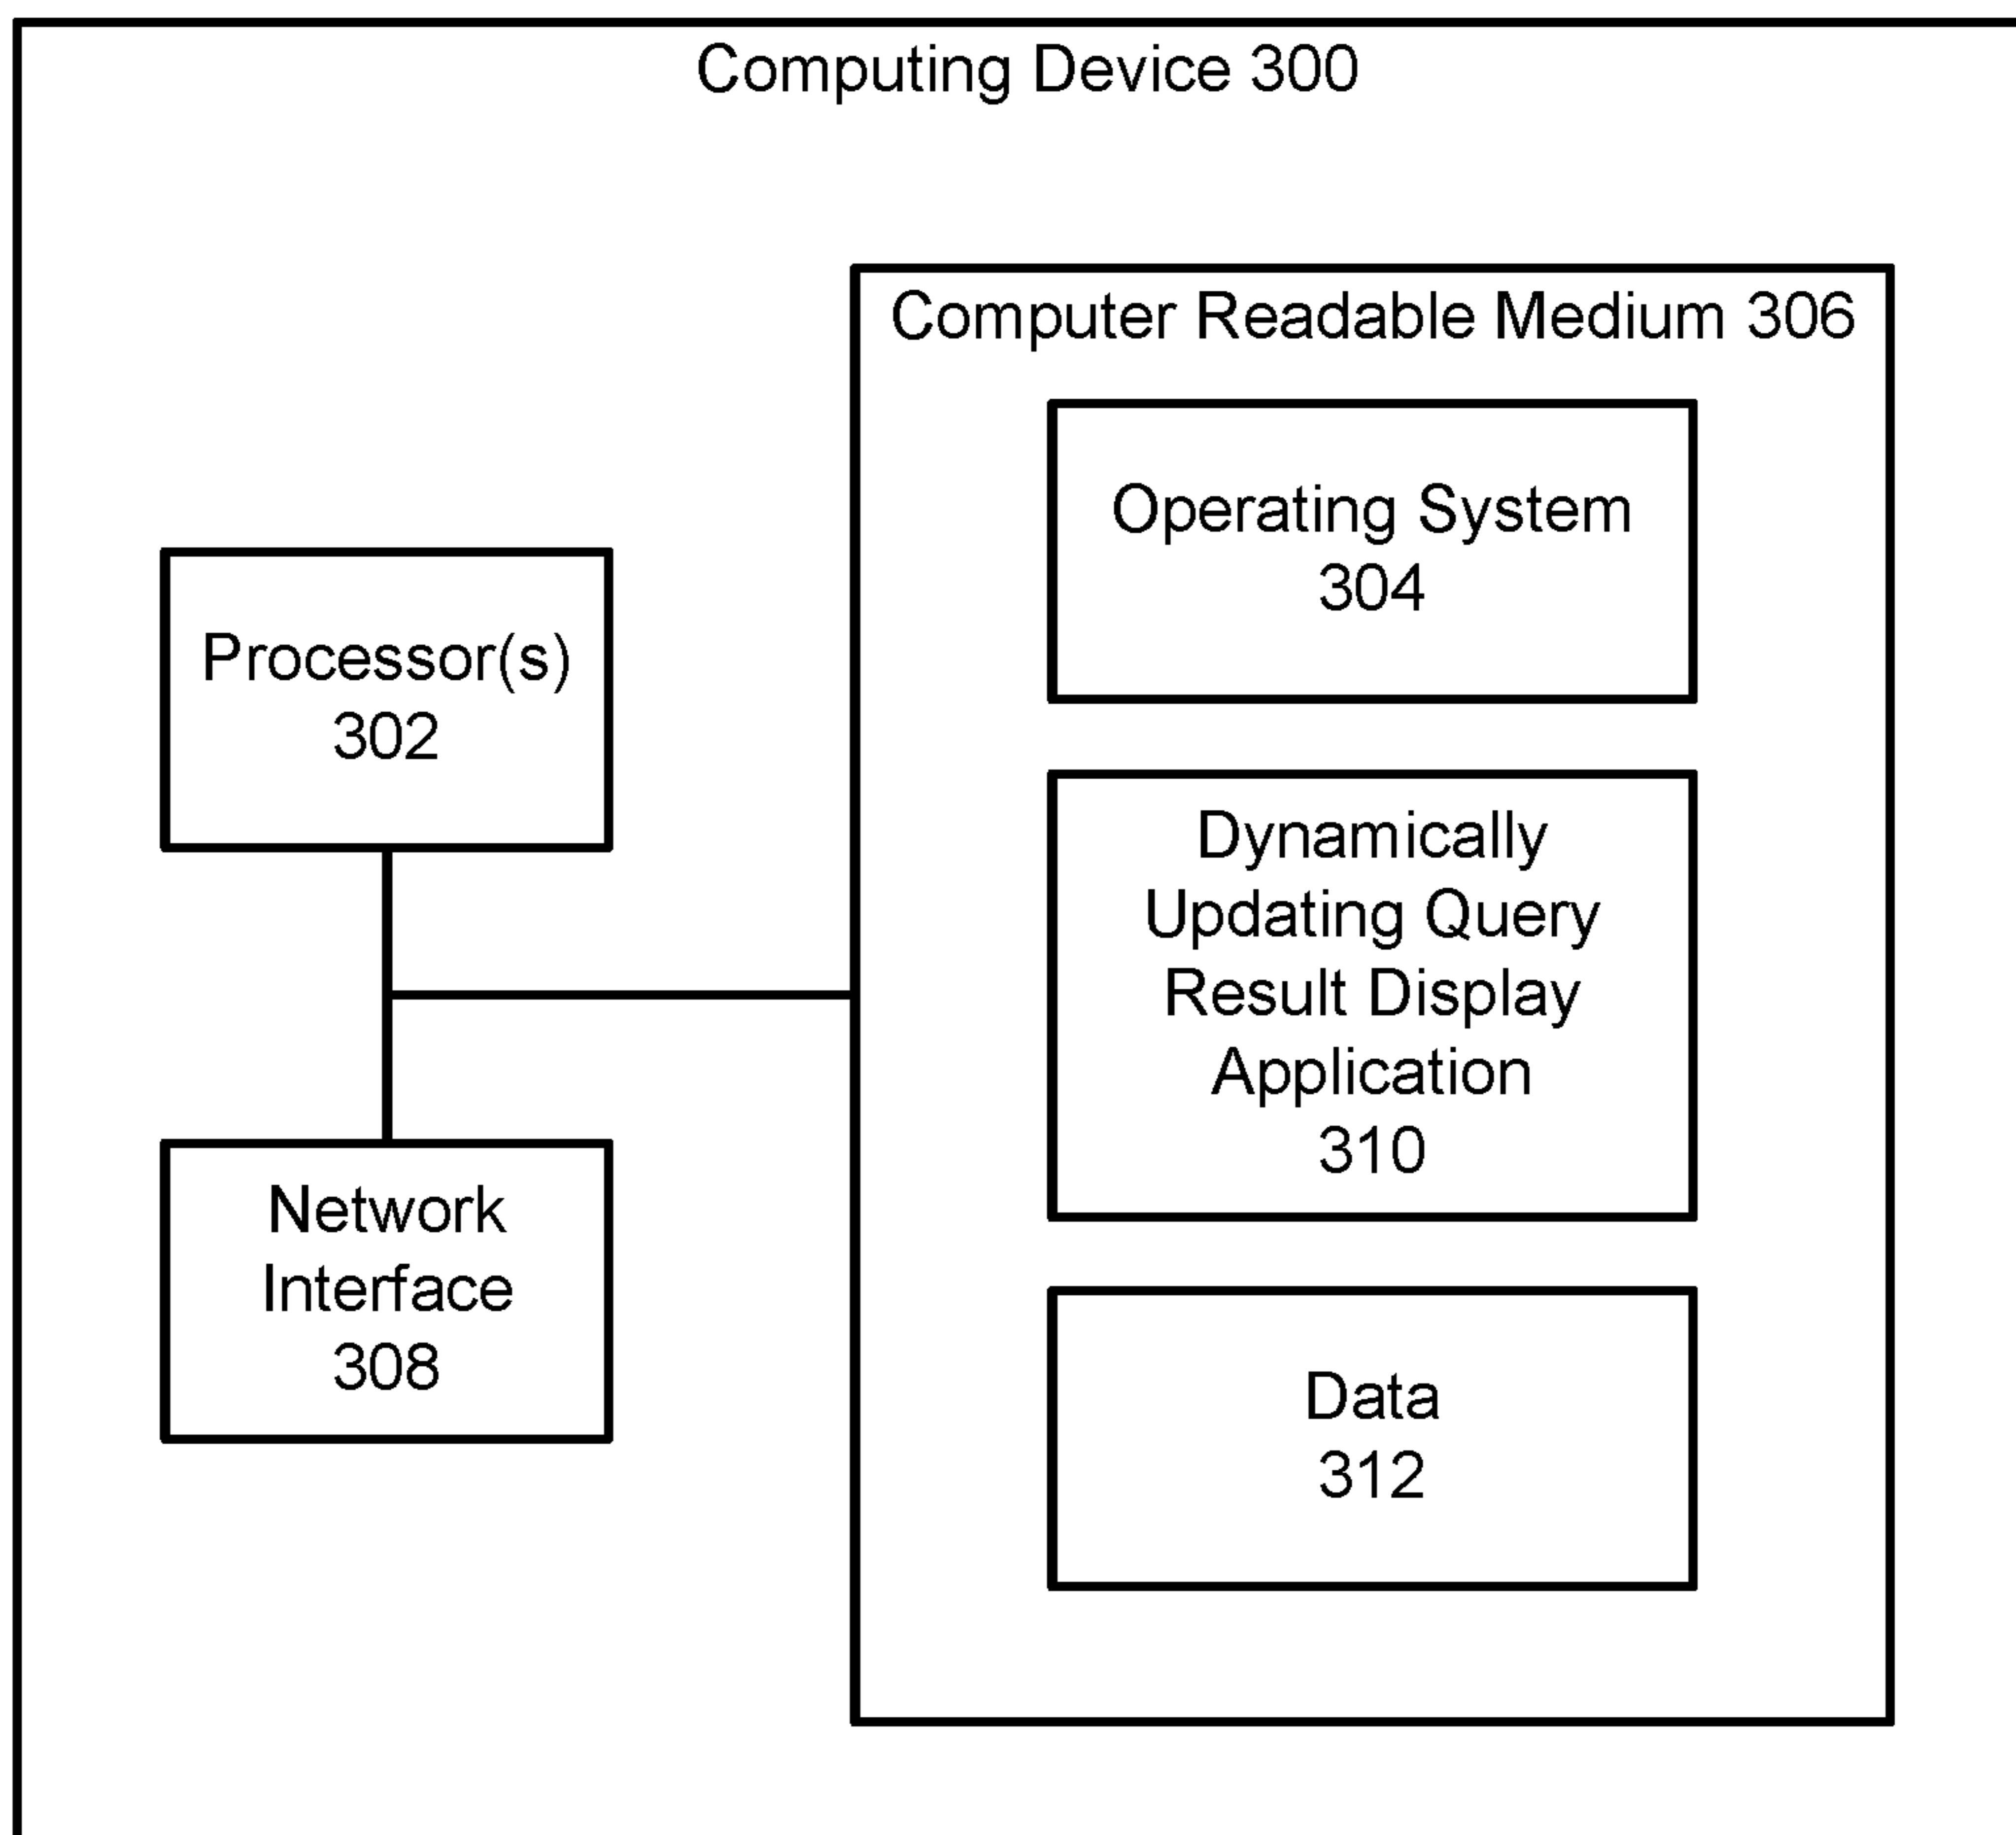 Computing Device 300
Computer Readable Medium 306
Operating System
304
Processor(s)
302
Dynamically
Updating Query
Result Display
Application
310
Network
Interface
308
Data
312